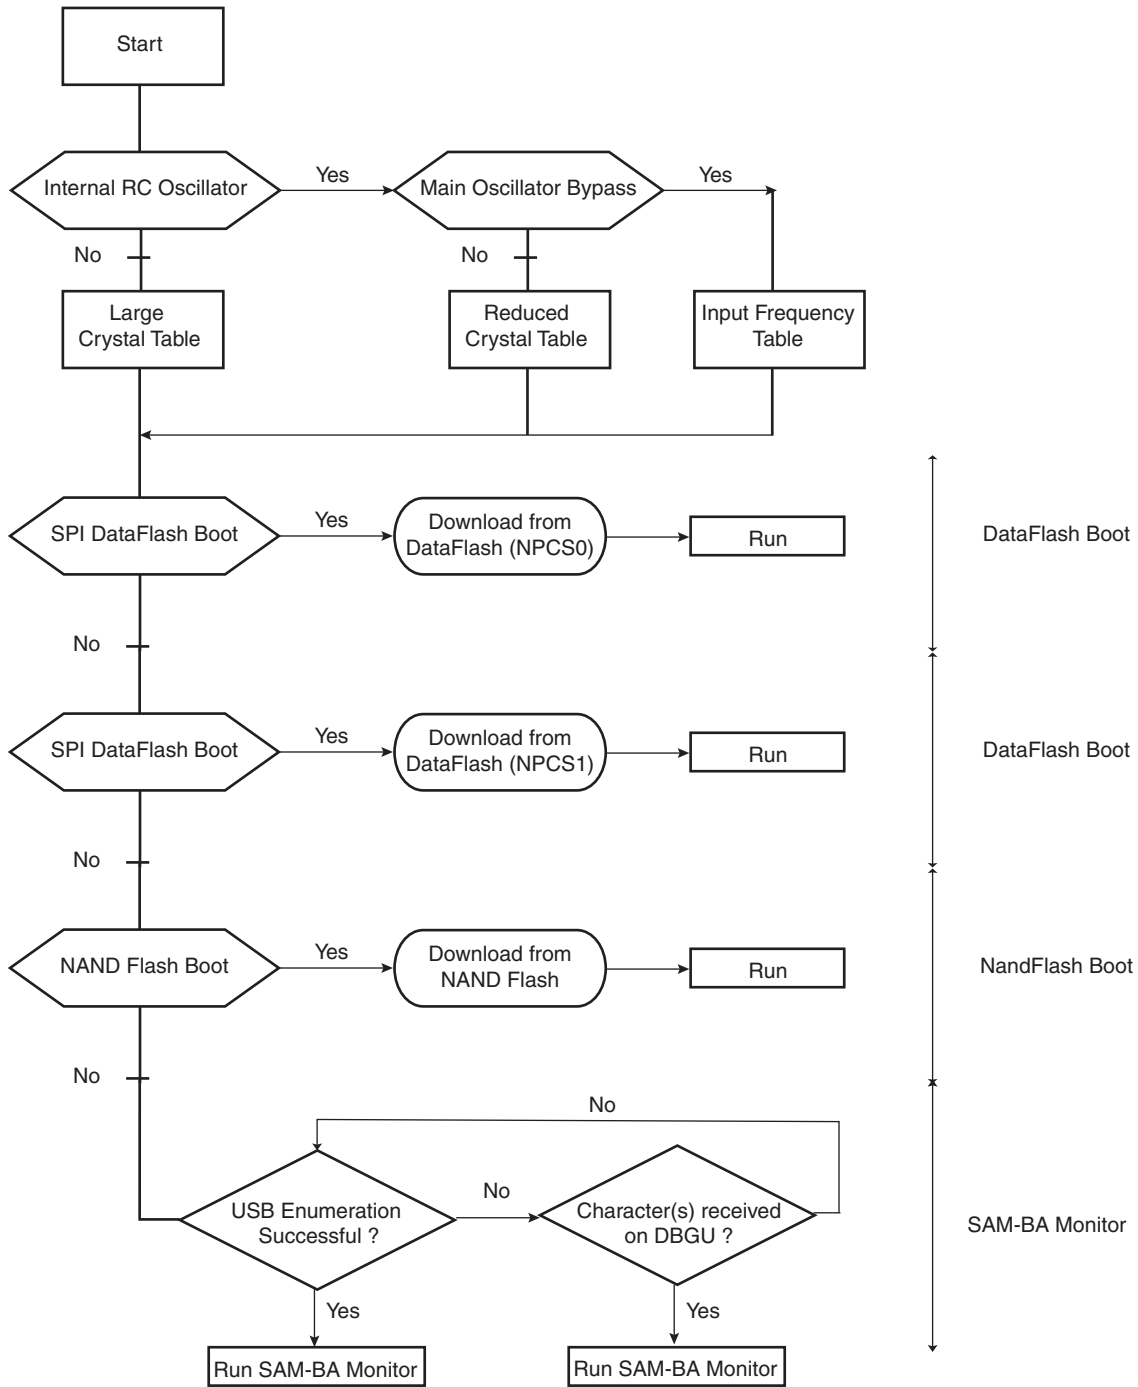 Start
Internal RC Oscillator
Yes
Main Oscillator Bypass
Yes
No
No
Large
Crystal Table
Reduced
Crystal Table
Input Frequency
Table
SPI DataFlash Boot
Yes
Download from
DataFlash (NPCS0)
Run
DataFlash Boot
No
SPI DataFlash Boot
Yes
Download from
DataFlash (NPCS1)
Run
DataFlash Boot
No
NAND Flash Boot
Yes
Download from
NAND Flash
Run
NandFlash Boot
No
No
USB Enumeration
Successful ?
No
Character(s) received
on DBGU ?
SAM-BA Monitor
Yes
Yes
Run SAM-BA Monitor
Run SAM-BA Monitor